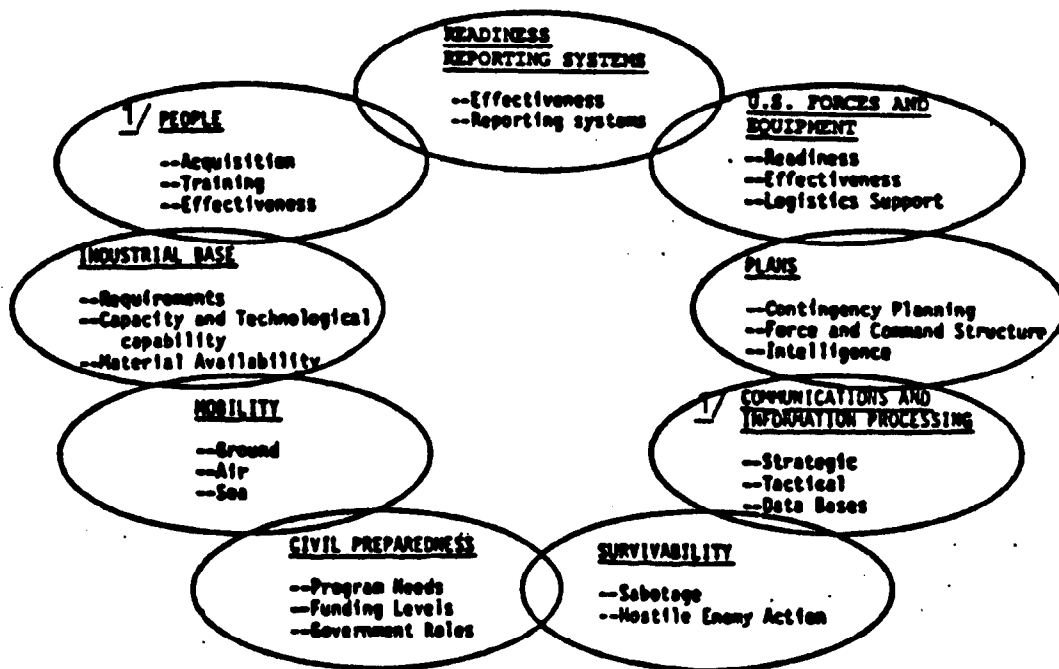 READINESS
REPORTING SYSTEMS
--Effectiveness
--Reporting systems
1/ PEOPLE
--Acquisition
--Training
--Effectiveness
U.S. FORCES AND
EQUIPMENT
--Readiness
--Effectiveness
--Logistics Support
INDUSTRIAL BASE
--Requirements
--Capacity and Technological
capability
--Material Availability
PLANS
--Contingency Planning
--Force and Command Structure
--Intelligence
MOBILITY
--Ground
--Air
--Sea
1/ COMMUNICATIONS AND
INFORMATION PROCESSING
--Strategic
--Tactical
--Data Bases
CIVIL PREPAREDNESS
--Program Needs
--Funding Levels
--Government Roles
SURVIVABILITY
--Sabotage
--Hostile Enemy Action